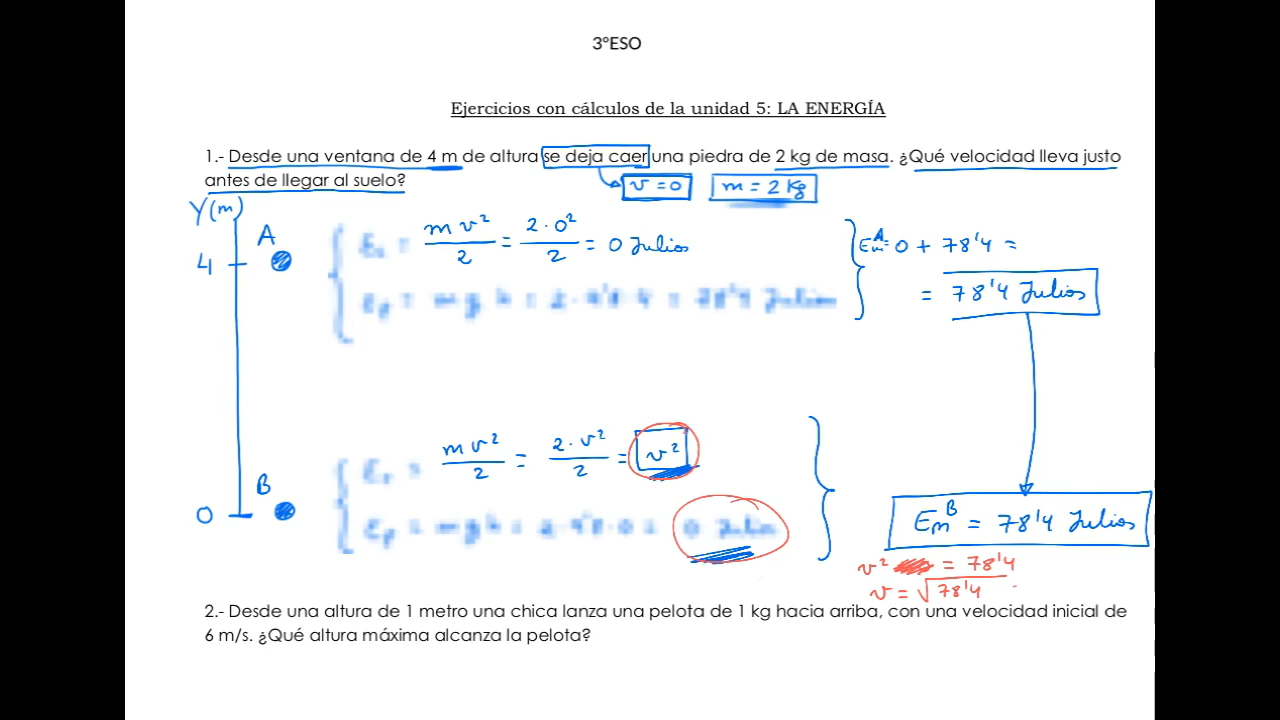 3ºESO
Ejercicios con cálculos de la unidad 5: LA ENERGÍA
1.- Desde una ventana de 4 m de altura se deja caer una piedra de 2 kg de masa. ¿Qué velocidad lleva justo
antes de llegar al suelo?
v = 0
m = 2 Kg
Y(m)
A
4
m v² / 2 = 2 · 0² / 2 = 0 Julios
Em^A = 0 + 78'4 =
= 78'4 Julios
B
0
m v² / 2 = 2 · v² / 2 = v²
Em^B = 78'4 Julios
v² = 78'4
v = √78'4
2.- Desde una altura de 1 metro una chica lanza una pelota de 1 kg hacia arriba, con una velocidad inicial de
6 m/s. ¿Qué altura máxima alcanza la pelota?